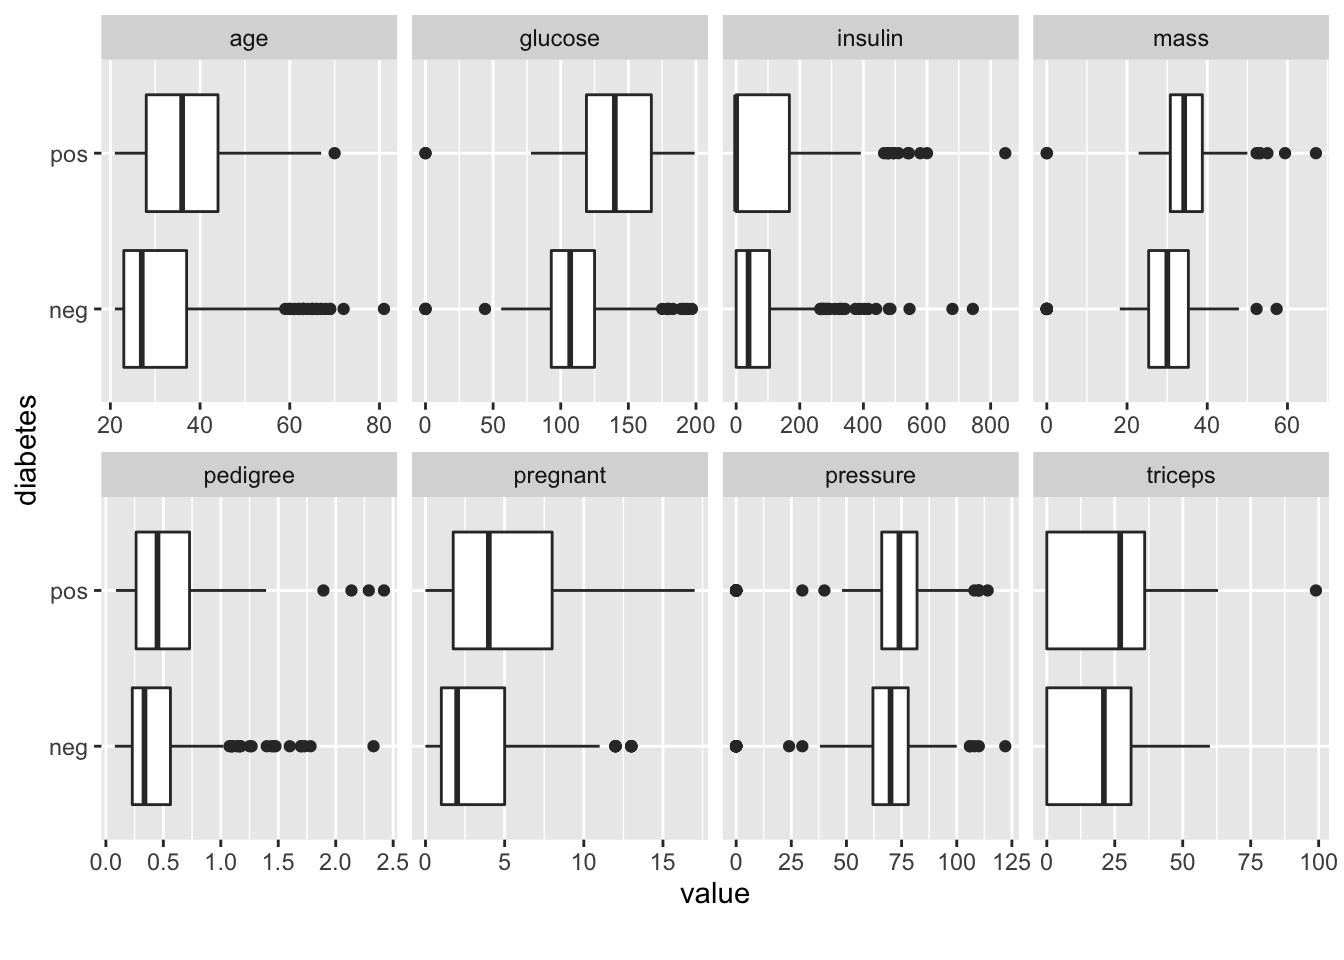 age glucose insulin mass
pos
neg
20 40 60 80 0 50 100 150 200 0 200 400 600 800 0 20 40 60
diabetes
pedigree pregnant pressure triceps
pos
neg
0.0 0.5 1.0 1.5 2.0 2.5 0 5 10 15 0 25 50 75 100 125 0 25 50 75 100
value